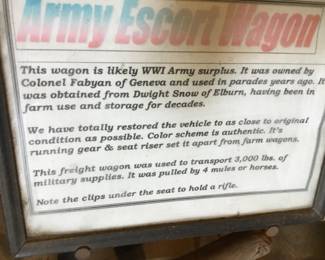 Army Escort Wagon
This wagon is likely WWI Army surplus. It was owned by
Colonel Fabyan of Geneva and used in parades years ago. It
was obtained from Dwight Snow of Elburn, having been in
farm use and storage for decades.
We have totally restored the vehicle to as close to original
condition as possible. Color scheme is authentic. It's
running gear & seat riser set it apart from farm wagons.
This freight wagon was used to transport 3,000 lbs. of
military supplies. It was pulled by 4 mules or horses.
Note the clips under the seat to hold a rifle.